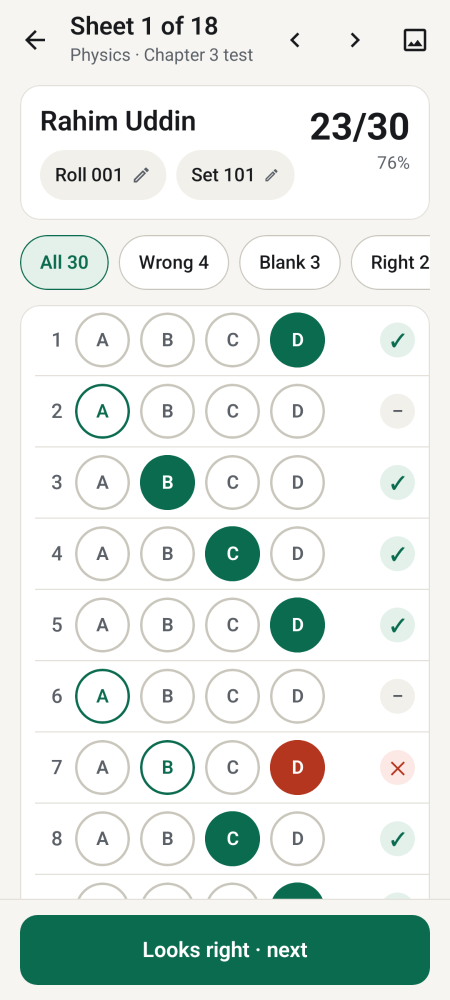 Sheet 1 of 18
Physics · Chapter 3 test
Rahim Uddin
23/30
76%
Roll 001
Set 101
All 30
Wrong 4
Blank 3
Right 2
1 A B C D ✓
2 A B C D –
3 A B C D ✓
4 A B C D ✓
5 A B C D ✓
6 A B C D –
7 A B C D ×
8 A B C D ✓
Looks right · next